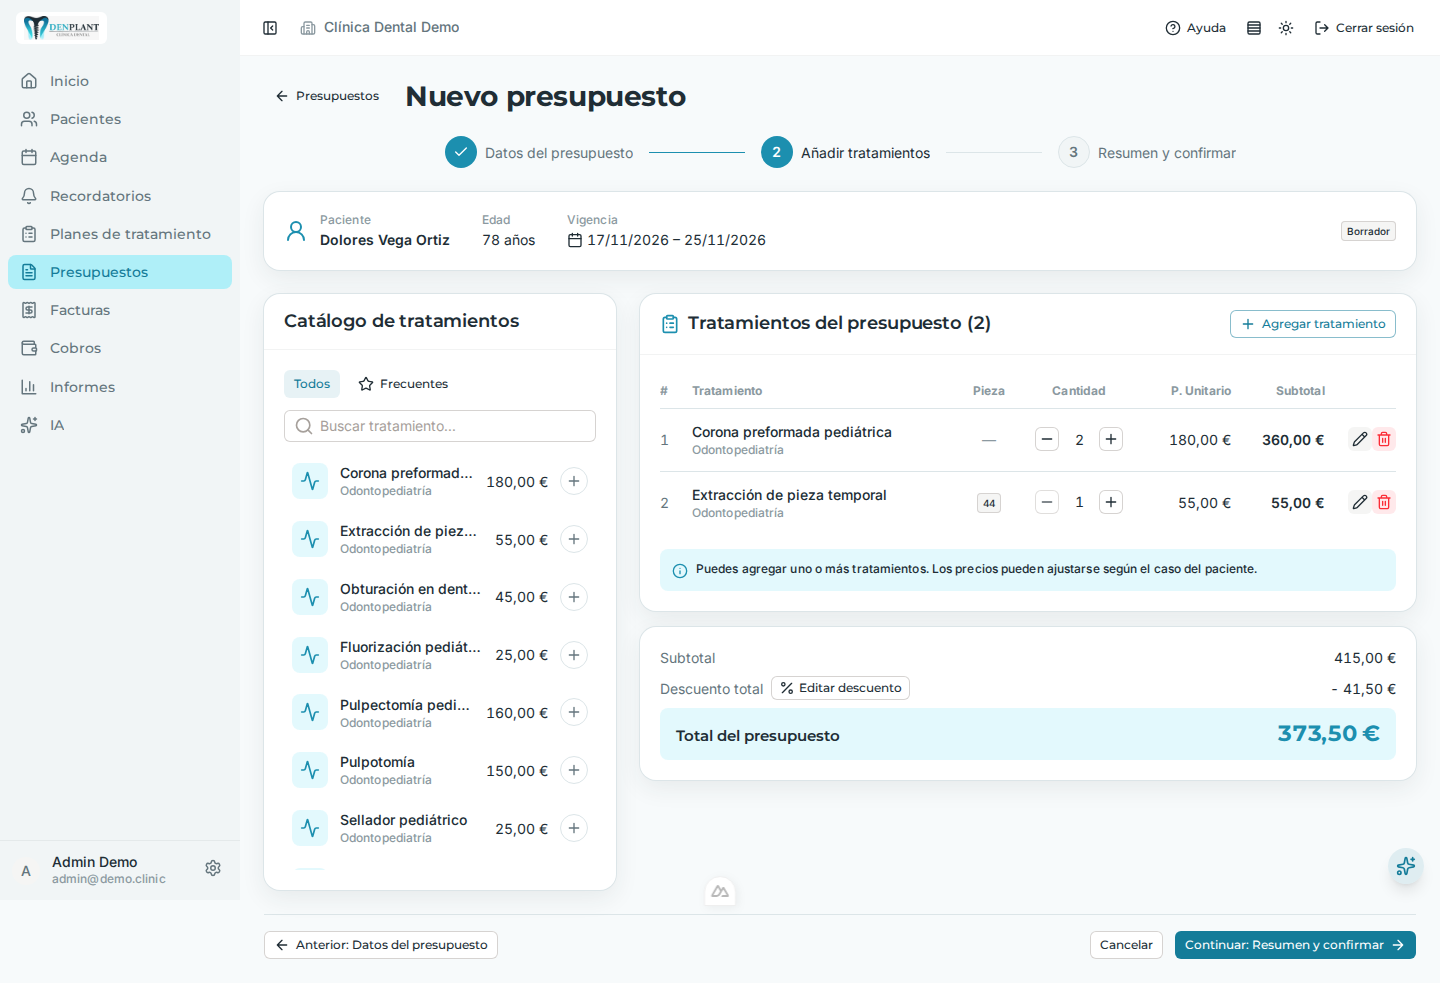 DENPLANT
CLÍNICA DENTAL
Clínica Dental Demo
Ayuda
Cerrar sesión
Inicio
Pacientes
Agenda
Recordatorios
Planes de tratamiento
Presupuestos
Facturas
Cobros
Informes
IA
Presupuestos
Nuevo presupuesto
Datos del presupuesto
2 Añadir tratamientos
3 Resumen y confirmar
Paciente
Dolores Vega Ortiz
Edad
78 años
Vigencia
17/11/2026 – 25/11/2026
Borrador
Catálogo de tratamientos
Todos
Frecuentes
Buscar tratamiento...
Corona preformad... 180,00 €
Odontopediatría
Extracción de piez... 55,00 €
Odontopediatría
Obturación en dent... 45,00 €
Odontopediatría
Fluorización pediát... 25,00 €
Odontopediatría
Pulpectomía pedi... 160,00 €
Odontopediatría
Pulpotomía 150,00 €
Odontopediatría
Sellador pediátrico 25,00 €
Odontopediatría
Tratamientos del presupuesto (2)
Agregar tratamiento
# Tratamiento Pieza Cantidad P. Unitario Subtotal
1 Corona preformada pediátrica — 2 180,00 € 360,00 €
Odontopediatría
2 Extracción de pieza temporal 44 1 55,00 € 55,00 €
Odontopediatría
Puedes agregar uno o más tratamientos. Los precios pueden ajustarse según el caso del paciente.
Subtotal 415,00 €
Descuento total Editar descuento - 41,50 €
Total del presupuesto 373,50 €
A
Admin Demo
admin@demo.clinic
Anterior: Datos del presupuesto
Cancelar
Continuar: Resumen y confirmar